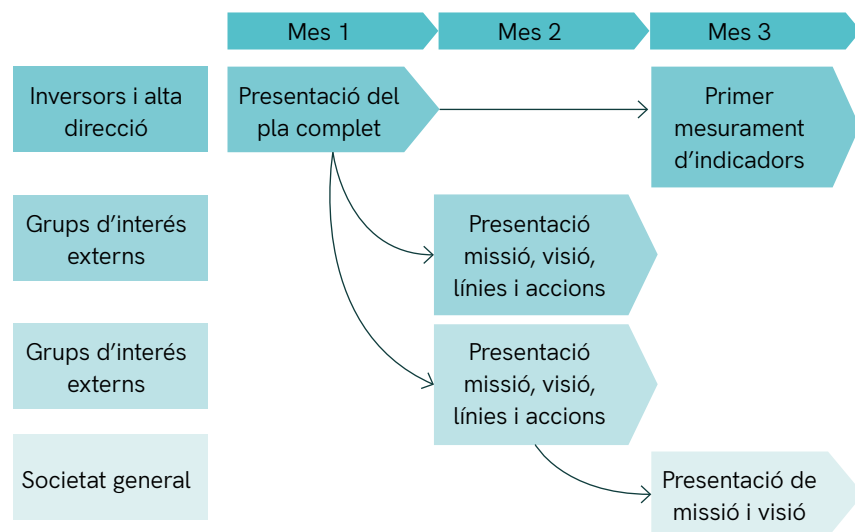 Mes 1
Mes 2
Mes 3
Inversors i alta
direcció
Presentació del
pla complet
Primer
mesurament
d’indicadors
Grups d’interés
externs
Presentació
missió, visió,
línies i accions
Grups d’interés
externs
Presentació
missió, visió,
línies i accions
Societat general
Presentació de
missió i visió